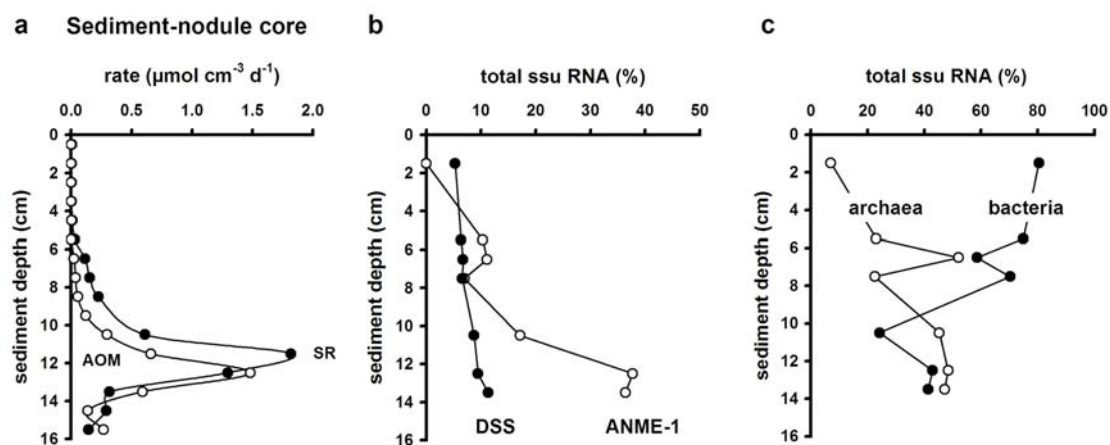 a Sediment-nodule core
rate (µmol cm⁻³ d⁻¹)
0.0 0.5 1.0 1.5 2.0
0
2
4
6
8
10
12
14
16
sediment depth (cm)
AOM
SR
b
total ssu RNA (%)
0 10 20 30 40 50
0
2
4
6
8
10
12
14
16
sediment depth (cm)
DSS
ANME-1
c
total ssu RNA (%)
0 20 40 60 80 100
0
2
4
6
8
10
12
14
16
sediment depth (cm)
archaea
bacteria